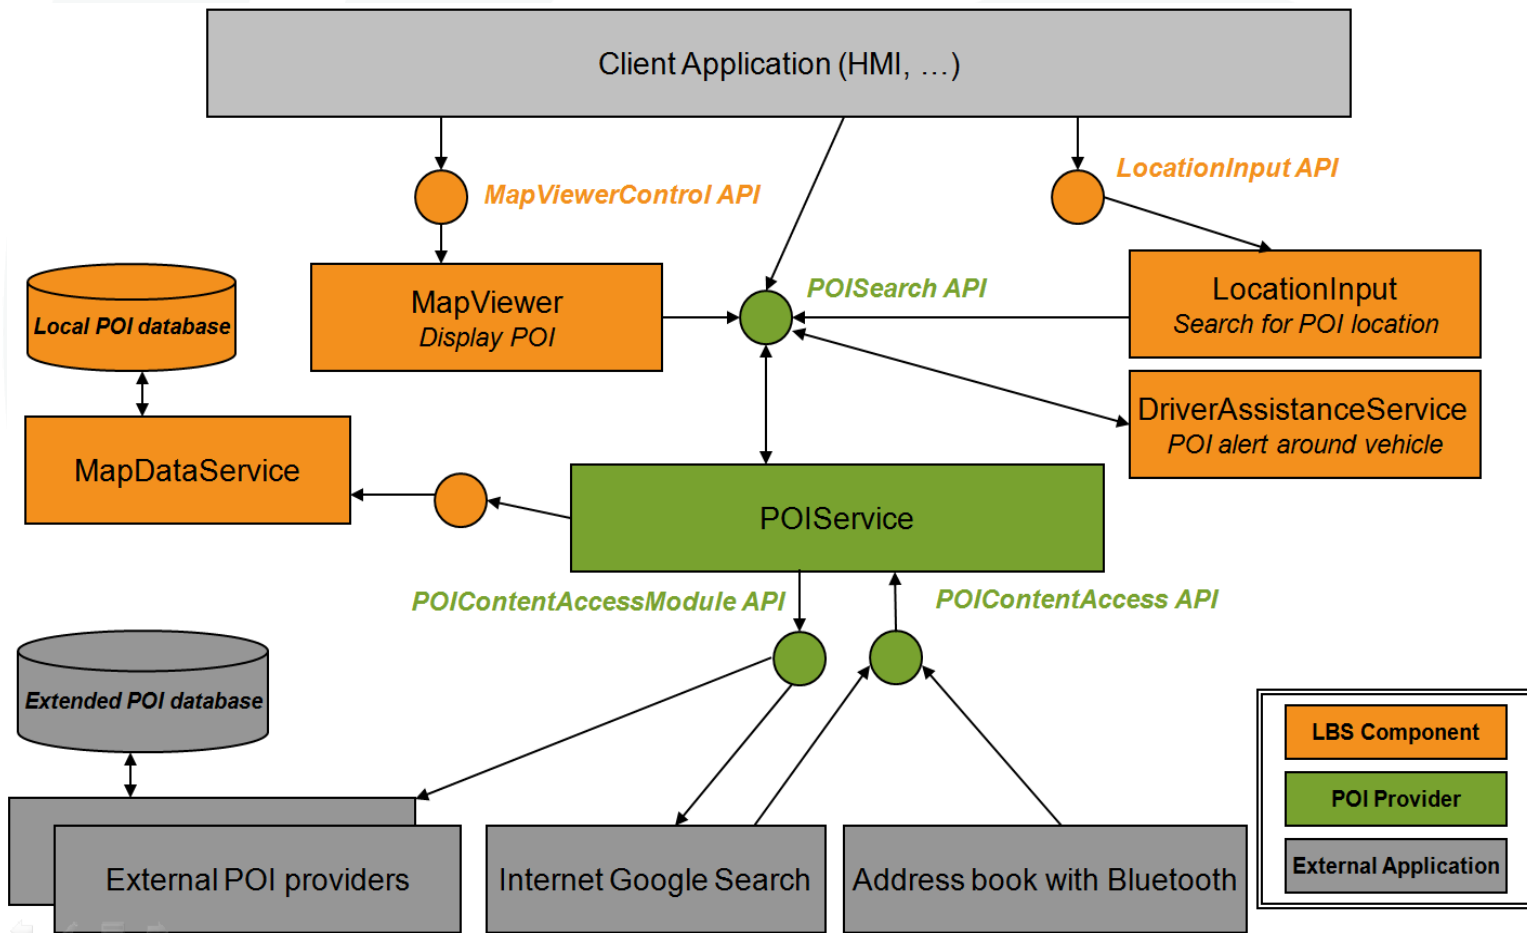 Client Application (HMI, ...)
MapViewerControl API
LocationInput API
MapViewer
Display POI
POISearch API
LocationInput
Search for POI location
Local POI database
DriverAssistanceService
POI alert around vehicle
MapDataService
POIService
POIContentAccessModule API
POIContentAccess API
Extended POI database
LBS Component
POI Provider
External Application
External POI providers
Internet Google Search
Address book with Bluetooth